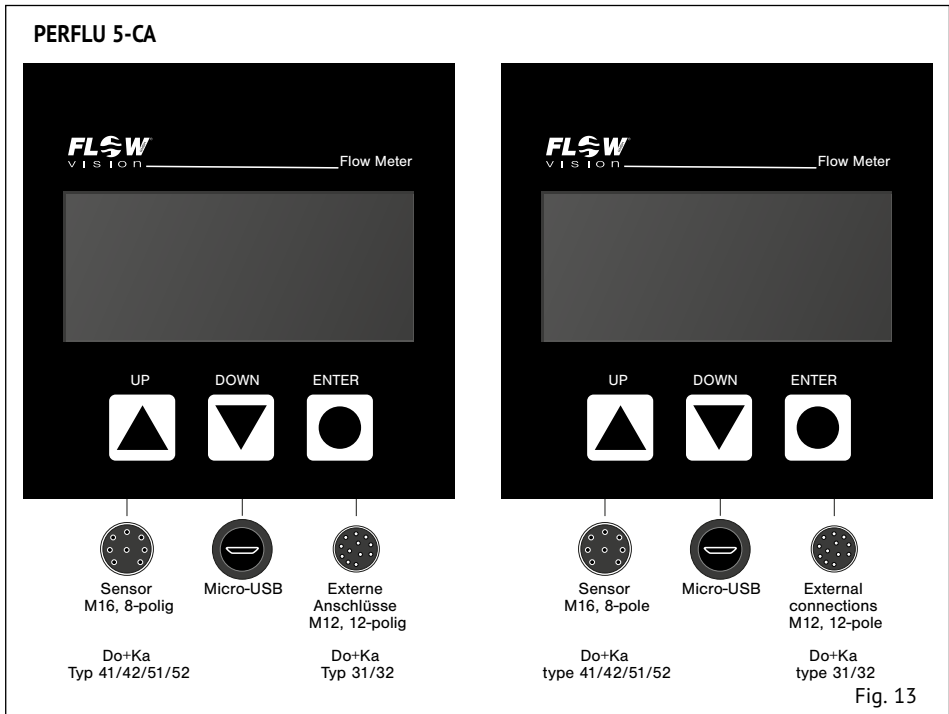 PERFLU 5-CA
FLOW
vision
Flow Meter
UP DOWN ENTER
Sensor
M16, 8-polig
Micro-USB
Externe
Anschlüsse
M12, 12-polig
Do+Ka
Typ 41/42/51/52
Do+Ka
Typ 31/32
FLOW
vision
Flow Meter
UP DOWN ENTER
Sensor
M16, 8-pole
Micro-USB
External
connections
M12, 12-pole
Do+Ka
type 41/42/51/52
Do+Ka
type 31/32
Fig. 13